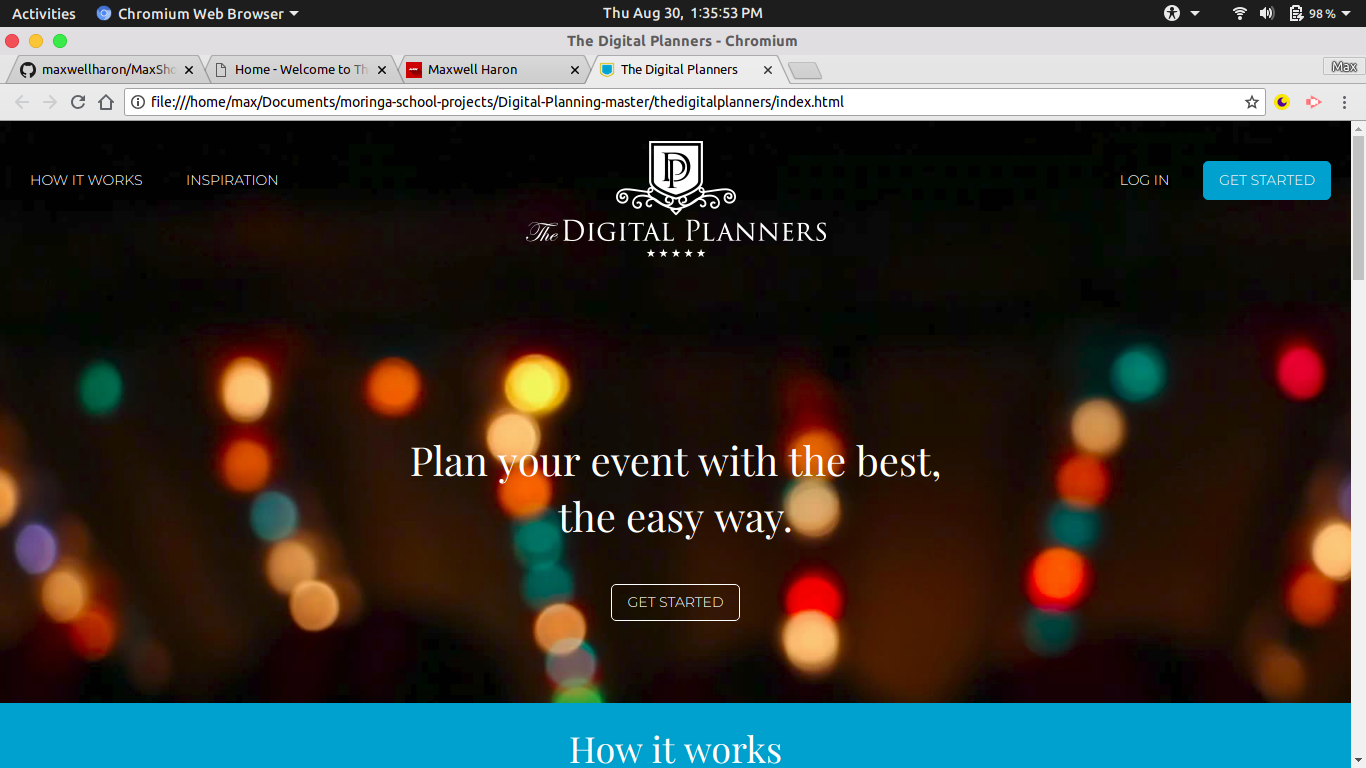 Activities
Chromium Web Browser
Thu Aug 30, 1:35:53 PM
98 %
The Digital Planners - Chromium
maxwellharon/MaxSho
Home - Welcome to Th
Maxwell Haron
The Digital Planners
Max
file:///home/max/Documents/moringa-school-projects/Digital-Planning-master/thedigitalplanners/index.html
HOW IT WORKS
INSPIRATION
DP
The DIGITAL PLANNERS
LOG IN
GET STARTED
Plan your event with the best,
the easy way.
GET STARTED
How it works